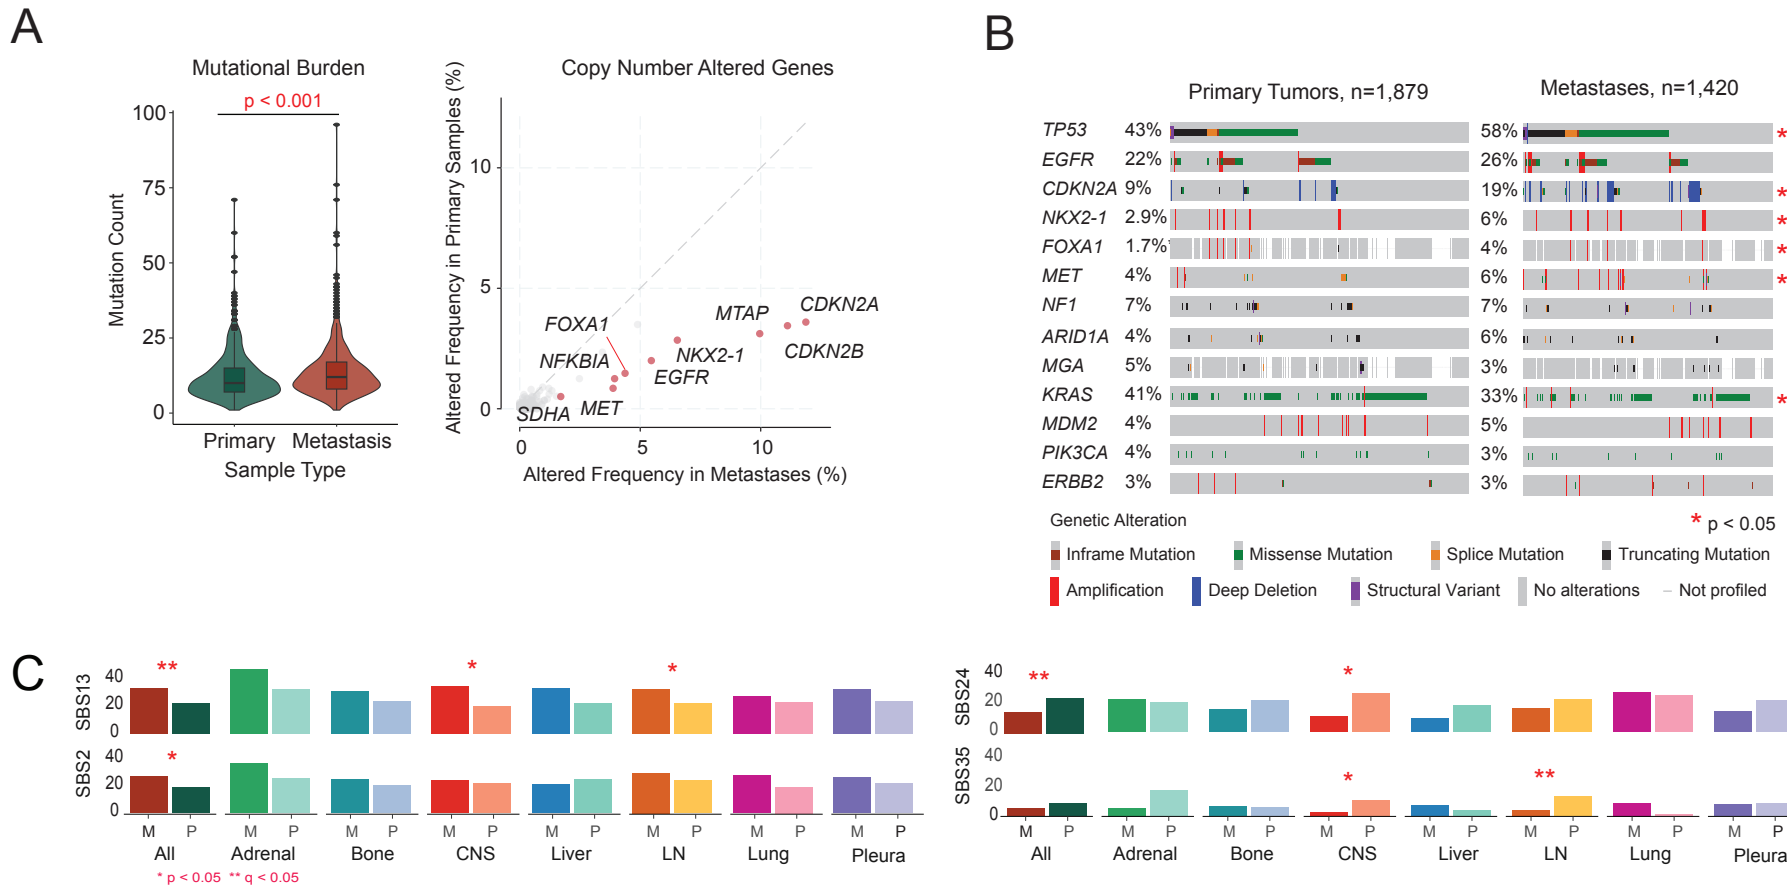 A
Mutational Burden
p < 0.001
Mutation Count
100
75
50
25
0
Primary
Metastasis
Sample Type
Copy Number Altered Genes
Altered Frequency in Primary Samples (%)
10
5
0
FOXA1
NFKBIA
SDHA
MET
EGFR
NKX2-1
MTAP
CDKN2A
CDKN2B
0
5
10
Altered Frequency in Metastases (%)
B
Primary Tumors, n=1,879
Metastases, n=1,420
TP53 43% 58% *
EGFR 22% 26%
CDKN2A 9% 19% *
NKX2-1 2.9% 6% *
FOXA1 1.7% 4% *
MET 4% 6% *
NF1 7% 7%
ARID1A 4% 6%
MGA 5% 3%
KRAS 41% 33% *
MDM2 4% 5%
PIK3CA 4% 3%
ERBB2 3% 3%
* p < 0.05
Genetic Alteration
Inframe Mutation Missense Mutation Splice Mutation Truncating Mutation
Amplification Deep Deletion Structural Variant No alterations Not profiled
C
SBS13
40
20
0
** * *
SBS2
40
20
0
*
M P M P M P M P M P M P M P M P
All Adrenal Bone CNS Liver LN Lung Pleura
* p < 0.05 ** q < 0.05
SBS24
40
20
0
** *
SBS35
40
20
0
* **
M P M P M P M P M P M P M P M P
All Adrenal Bone CNS Liver LN Lung Pleura